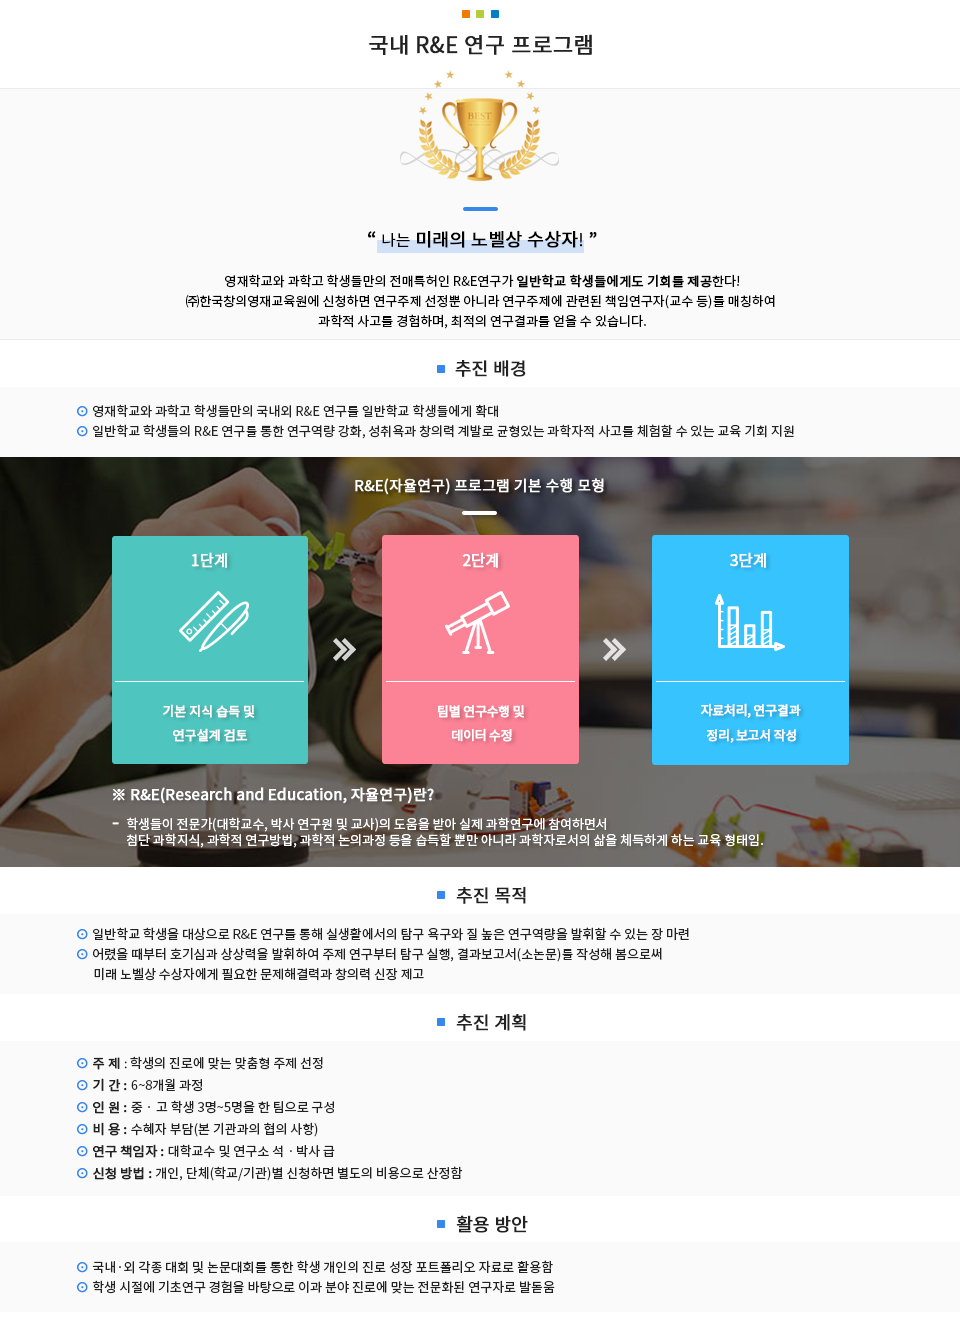 국내 R&E 연구 프로그램
BEST
“ 나는 미래의 노벨상 수상자! ”
영재학교와 과학고 학생들만의 전매특허인 R&E연구가 일반학교 학생들에게도 기회를 제공한다!
㈜한국창의영재교육원에 신청하면 연구주제 선정뿐 아니라 연구주제에 관련된 책임연구자(교수 등)를 매칭하여
과학적 사고를 경험하며, 최적의 연구결과를 얻을 수 있습니다.
추진 배경
영재학교와 과학고 학생들만의 국내외 R&E 연구를 일반학교 학생들에게 확대
일반학교 학생들의 R&E 연구를 통한 연구역량 강화, 성취욕과 창의력 계발로 균형있는 과학자적 사고를 체험할 수 있는 교육 기회 지원
R&E(자율연구) 프로그램 기본 수행 모형
1단계
기본 지식 습득 및
연구설계 검토
2단계
팀별 연구수행 및
데이터 수정
3단계
자료처리, 연구결과
정리, 보고서 작성
※ R&E(Research and Education, 자율연구)란?
- 학생들이 전문가(대학교수, 박사 연구원 및 교사)의 도움을 받아 실제 과학연구에 참여하면서
첨단 과학지식, 과학적 연구방법, 과학적 논의과정 등을 습득할 뿐만 아니라 과학자로서의 삶을 체득하게 하는 교육 형태임.
추진 목적
일반학교 학생을 대상으로 R&E 연구를 통해 실생활에서의 탐구 욕구와 질 높은 연구역량을 발휘할 수 있는 장 마련
어렸을 때부터 호기심과 상상력을 발휘하여 주제 연구부터 탐구 실행, 결과보고서(소논문)를 작성해 봄으로써
미래 노벨상 수상자에게 필요한 문제해결력과 창의력 신장 제고
추진 계획
주 제 : 학생의 진로에 맞는 맞춤형 주제 선정
기 간 : 6~8개월 과정
인 원 : 중 · 고 학생 3명~5명을 한 팀으로 구성
비 용 : 수혜자 부담(본 기관과의 협의 사항)
연구 책임자 : 대학교수 및 연구소 석 · 박사 급
신청 방법 : 개인, 단체(학교/기관)별 신청하면 별도의 비용으로 산정함
활용 방안
국내·외 각종 대회 및 논문대회를 통한 학생 개인의 진로 성장 포트폴리오 자료로 활용함
학생 시절에 기초연구 경험을 바탕으로 이과 분야 진로에 맞는 전문화된 연구자로 발돋움